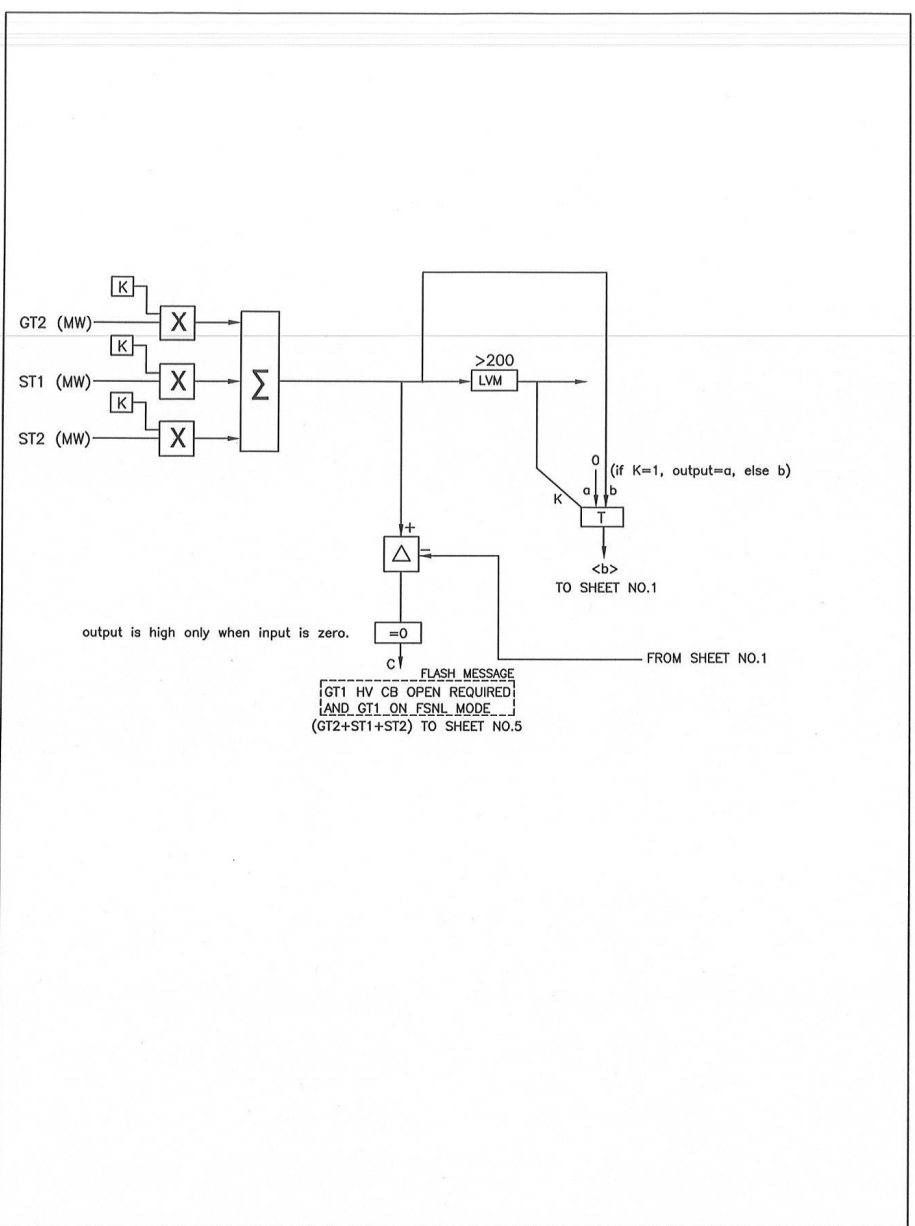 K
GT2 (MW)
X
K
ST1 (MW)
X
Σ
K
ST2 (MW)
X
>200
LVM
0
(if K=1, output=a, else b)
a
b
K
T
<b>
TO SHEET NO.1
+
△
−
output is high only when input is zero.
=0
FROM SHEET NO.1
C
FLASH MESSAGE
GT1 HV CB OPEN REQUIRED
AND GT1 ON FSNL MODE
(GT2+ST1+ST2) TO SHEET NO.5